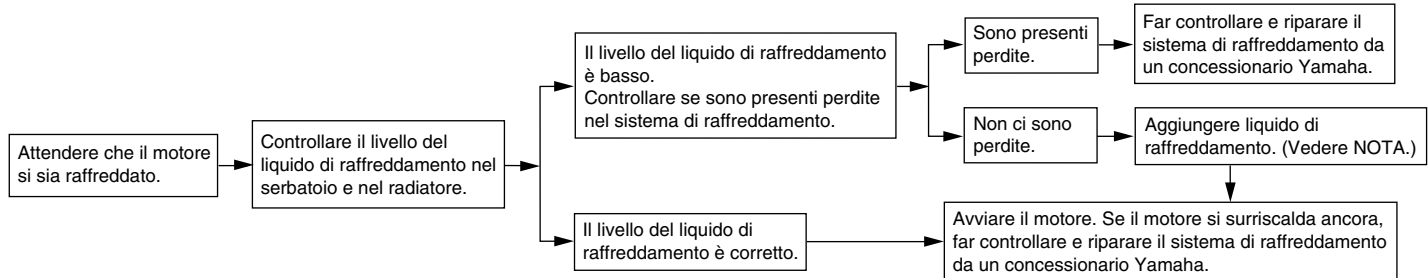 Attendere che il motore
si sia raffreddato.
Controllare il livello del
liquido di raffreddamento nel
serbatoio e nel radiatore.
Il livello del liquido di raffreddamento
è basso.
Controllare se sono presenti perdite
nel sistema di raffreddamento.
Sono presenti
perdite.
Far controllare e riparare il
sistema di raffreddamento da
un concessionario Yamaha.
Non ci sono
perdite.
Aggiungere liquido di
raffreddamento. (Vedere NOTA.)
Il livello del liquido di
raffreddamento è corretto.
Avviare il motore. Se il motore si surriscalda ancora,
far controllare e riparare il sistema di raffreddamento
da un concessionario Yamaha.